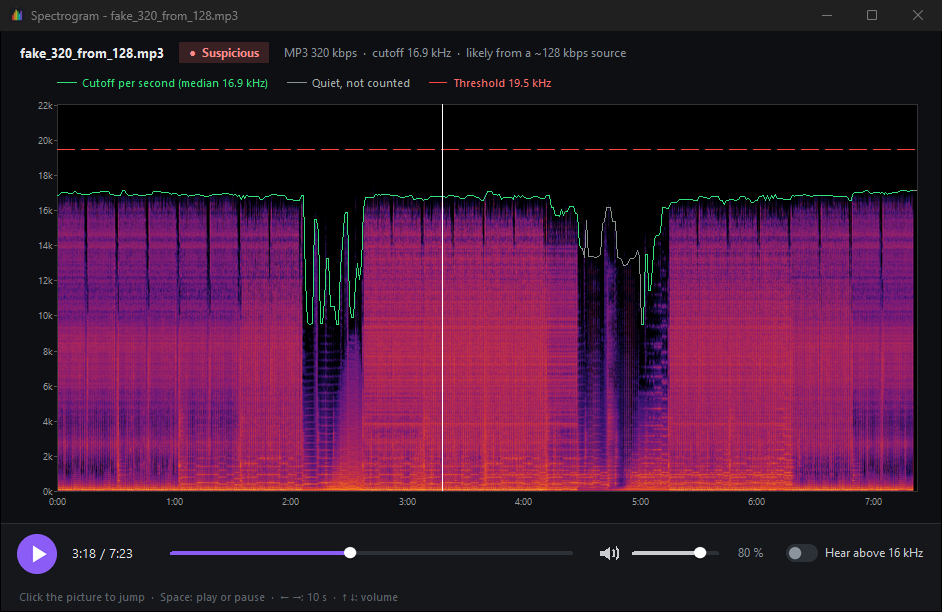 Spectrogram - fake_320_from_128.mp3
fake_320_from_128.mp3 ● Suspicious MP3 320 kbps · cutoff 16.9 kHz · likely from a ~128 kbps source
Cutoff per second (median 16.9 kHz) Quiet, not counted Threshold 19.5 kHz
22k
20k
18k
16k
14k
12k
10k
8k
6k
4k
2k
0k
0:00 1:00 2:00 3:00 4:00 5:00 6:00 7:00
3:18 / 7:23 80 % Hear above 16 kHz
Click the picture to jump · Space: play or pause · ←→: 10 s · ↑↓: volume